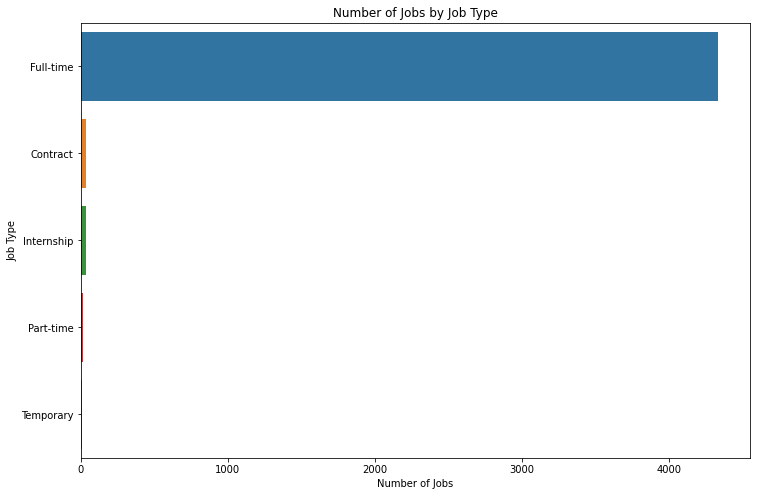 Number of Jobs by Job Type
Job Type
Full-time
Contract
Internship
Part-time
Temporary
0 1000 2000 3000 4000
Number of Jobs